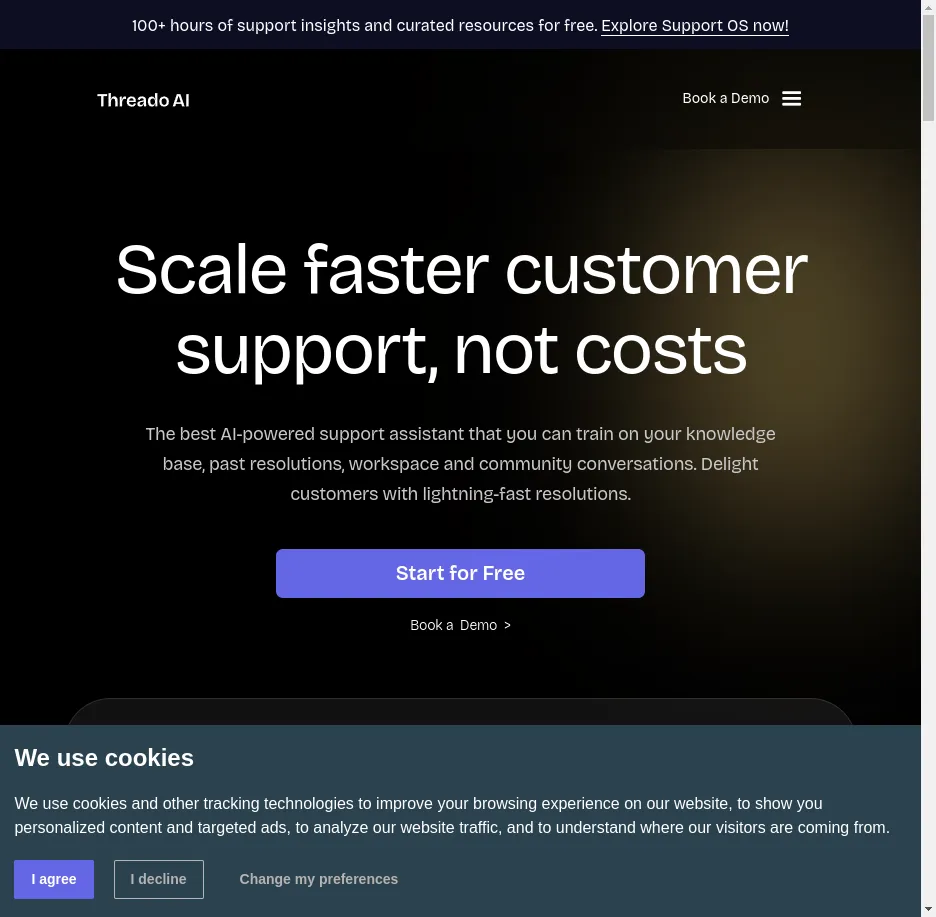 100+ hours of support insights and curated resources for free. Explore Support OS now!
Threado AI
Book a Demo
Scale faster customer
support, not costs
The best AI-powered support assistant that you can train on your knowledge
base, past resolutions, workspace and community conversations. Delight
customers with lightning-fast resolutions.
Start for Free
Book a Demo >
We use cookies
We use cookies and other tracking technologies to improve your browsing experience on our website, to show you
personalized content and targeted ads, to analyze our website traffic, and to understand where our visitors are coming from.
I agree
I decline
Change my preferences